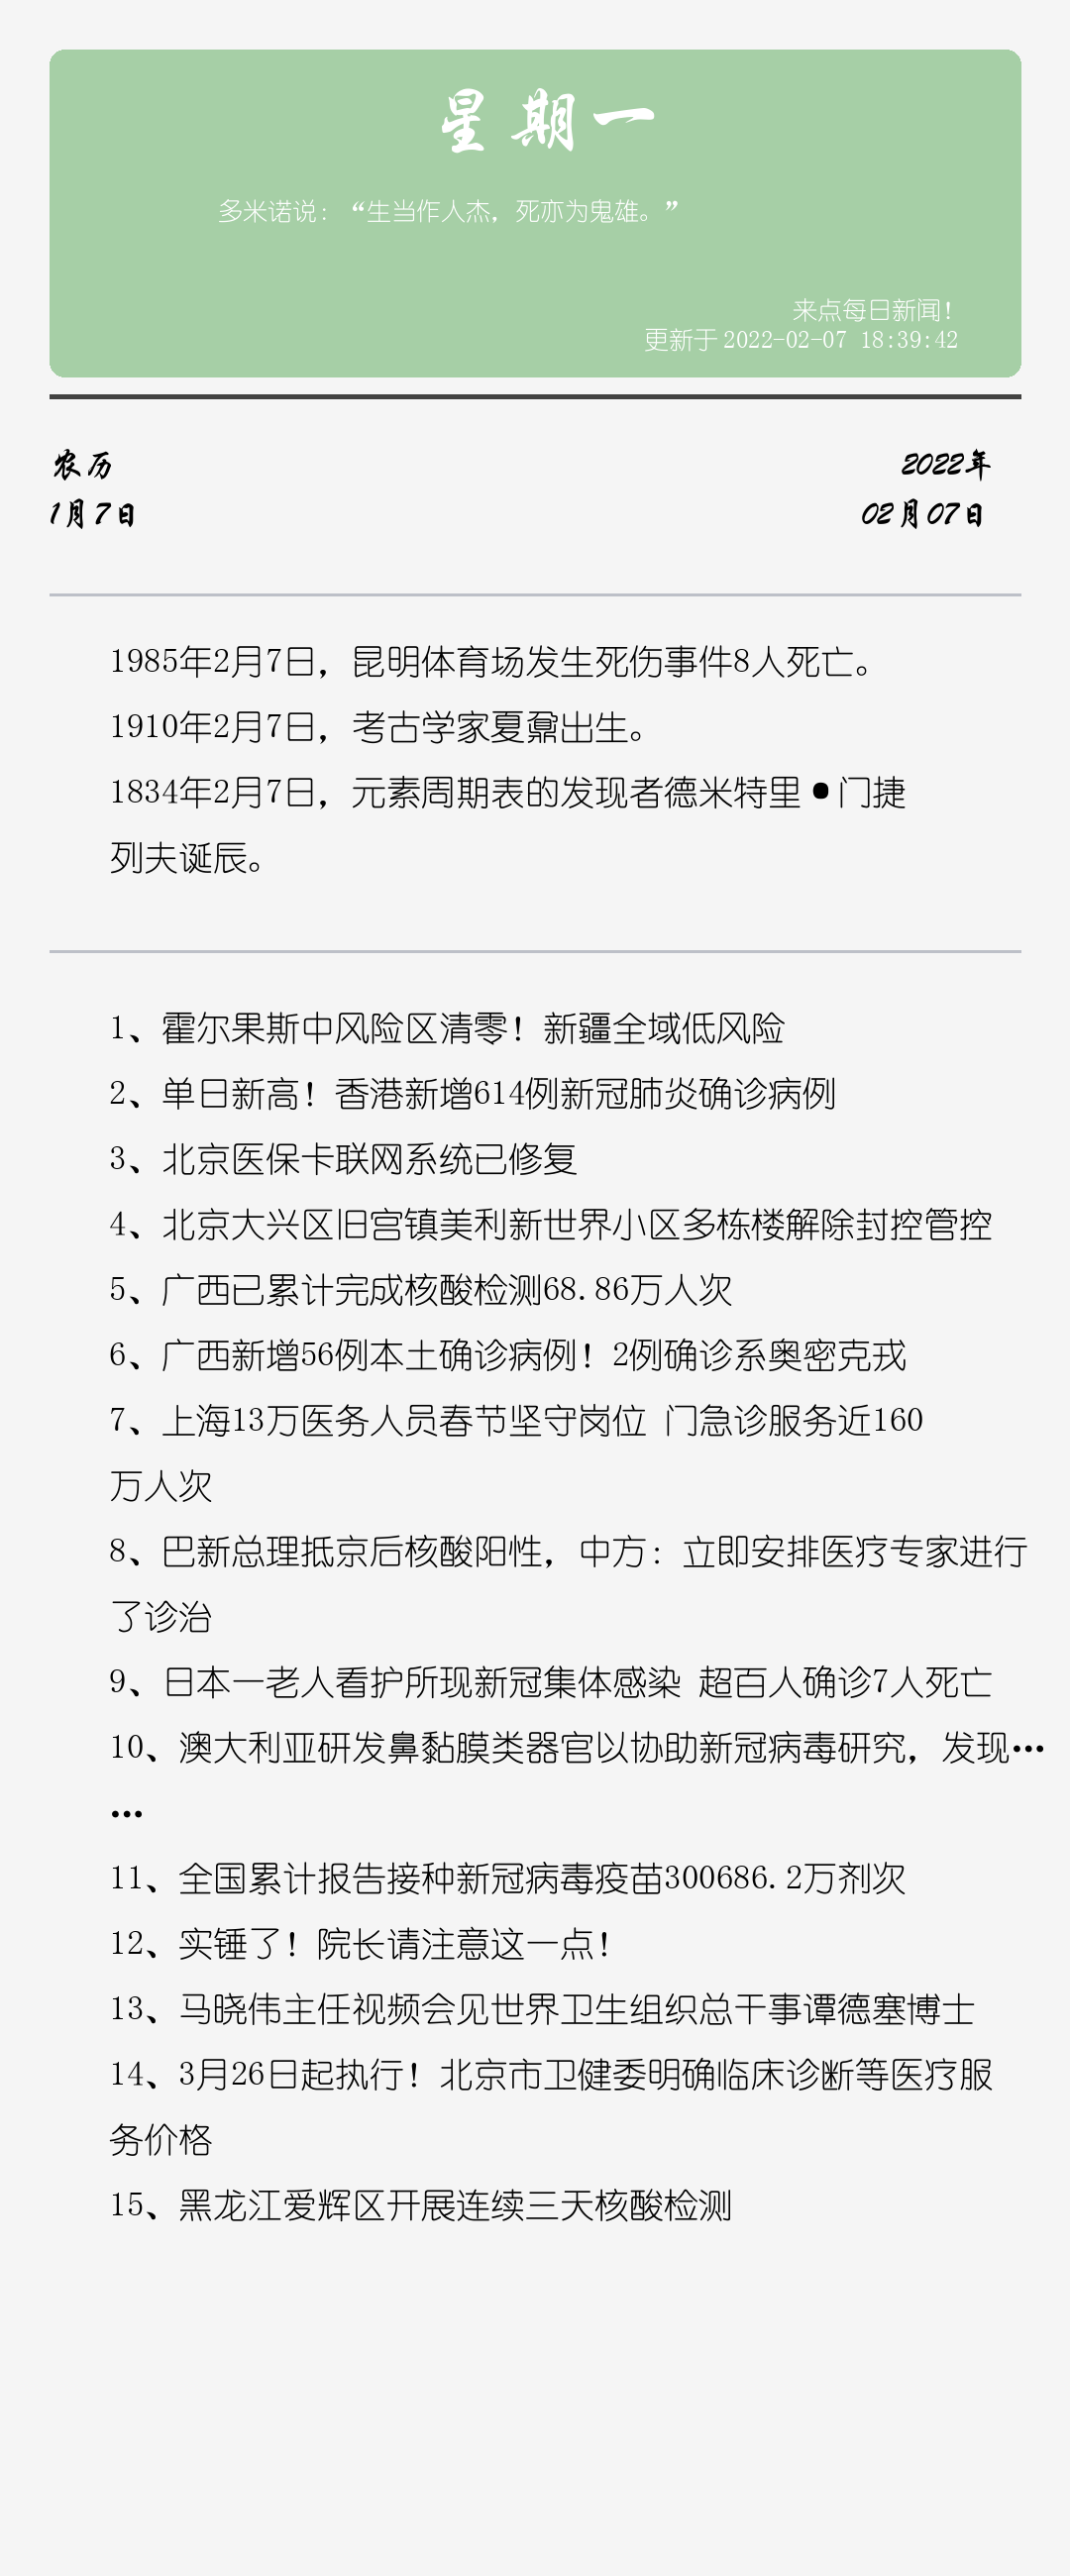 星期一
多米诺说：“生当作人杰，死亦为鬼雄。”
来点每日新闻！
更新于 2022-02-07 18:39:42
农历
2022年
1月7日
02月07日
1985年2月7日，昆明体育场发生死伤事件8人死亡。
1910年2月7日，考古学家夏鼐出生。
1834年2月7日，元素周期表的发现者德米特里•门捷
列夫诞辰。
1、霍尔果斯中风险区清零！新疆全域低风险
2、单日新高！香港新增614例新冠肺炎确诊病例
3、北京医保卡联网系统已修复
4、北京大兴区旧宫镇美利新世界小区多栋楼解除封控管控
5、广西已累计完成核酸检测68.86万人次
6、广西新增56例本土确诊病例！2例确诊系奥密克戎
7、上海13万医务人员春节坚守岗位 门急诊服务近160
万人次
8、巴新总理抵京后核酸阳性，中方：立即安排医疗专家进行
了诊治
9、日本一老人看护所现新冠集体感染 超百人确诊7人死亡
10、澳大利亚研发鼻黏膜类器官以协助新冠病毒研究，发现…
…
11、全国累计报告接种新冠病毒疫苗300686.2万剂次
12、实锤了！院长请注意这一点！
13、马晓伟主任视频会见世界卫生组织总干事谭德塞博士
14、3月26日起执行！北京市卫健委明确临床诊断等医疗服
务价格
15、黑龙江爱辉区开展连续三天核酸检测